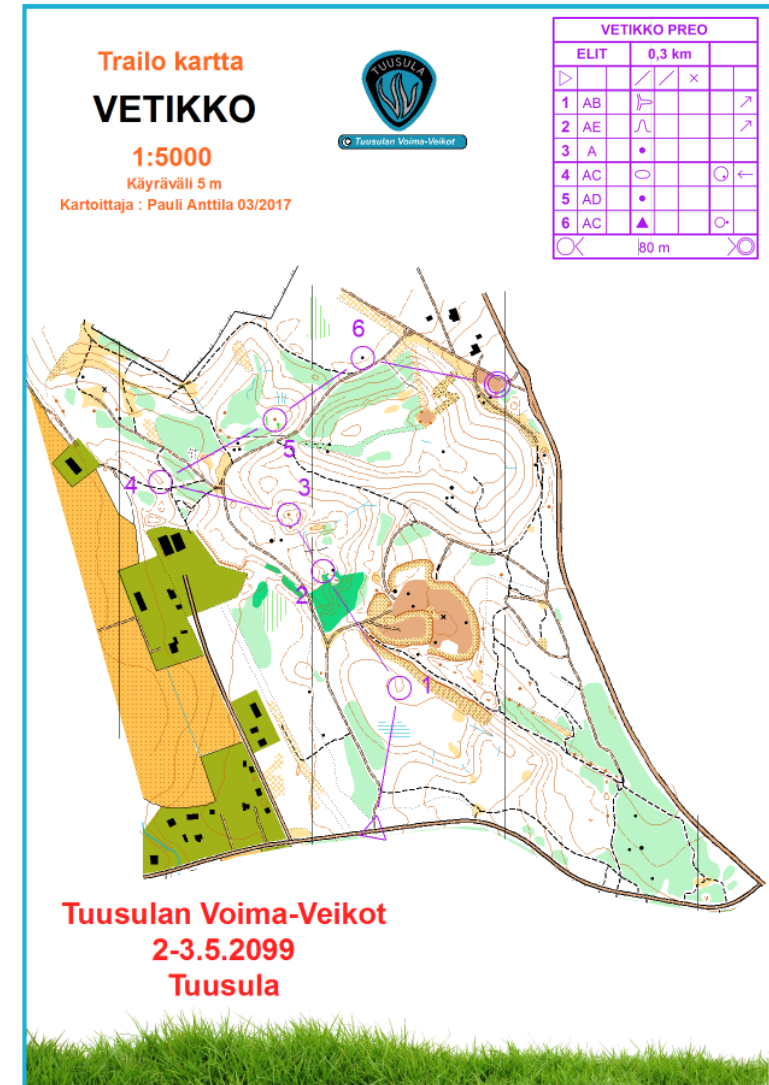 Trailo kartta
VETIKKO
1:5000
Käyräväli 5 m
Kartoittaja : Pauli Anttila 03/2017
TUUSULA
Tuusulan Voima-Veikot
VETIKKO PREO
ELIT 0,3 km
1 AB
2 AE
3 A
4 AC
5 AD
6 AC
80 m
6
5
4
3
2
1
Tuusulan Voima-Veikot
2-3.5.2099
Tuusula